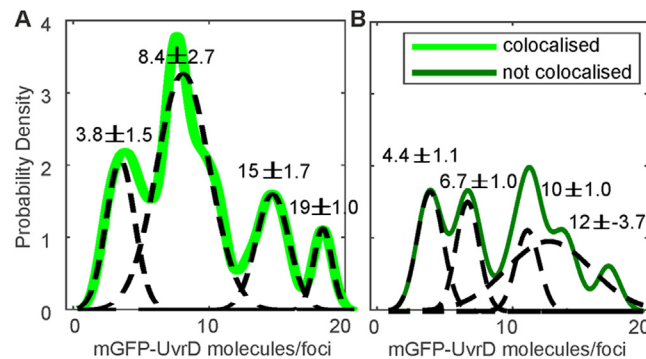 A
4
3
2
1
0
Probability Density
3.8±1.5
8.4±2.7
15±1.7
19±1.0
0
10
20
mGFP-UvrD molecules/foci
B
colocalised
not colocalised
4.4±1.1
6.7±1.0
10±1.0
12±-3.7
0
10
20
mGFP-UvrD molecules/foci